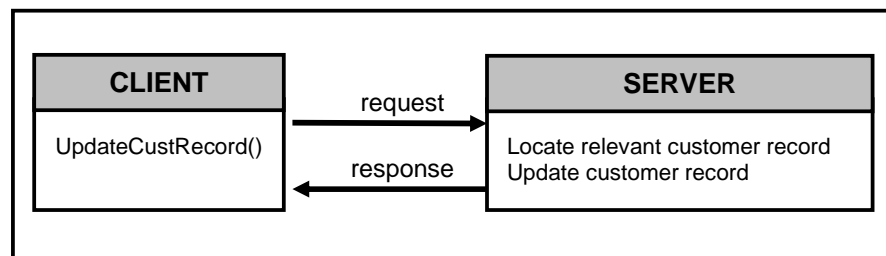 CLIENT
UpdateCustRecord()
request
response
SERVER
Locate relevant customer record
Update customer record